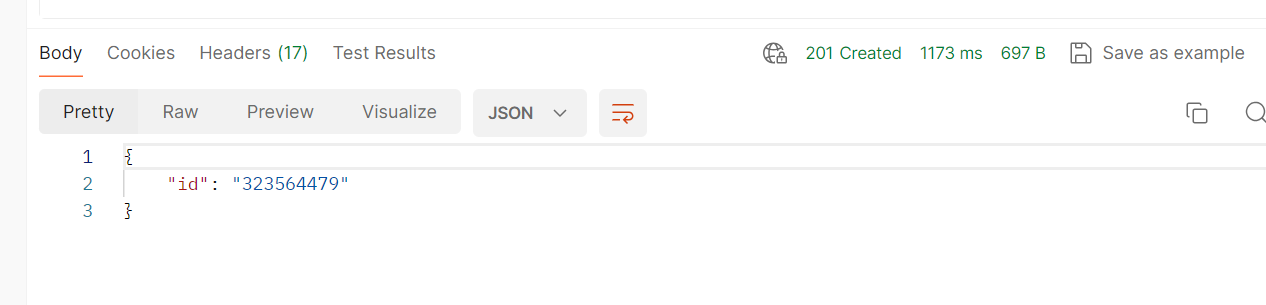 Body Cookies Headers (17) Test Results 201 Created 1173 ms 697 B Save as example
Pretty Raw Preview Visualize JSON
1 {
2 "id": "323564479"
3 }